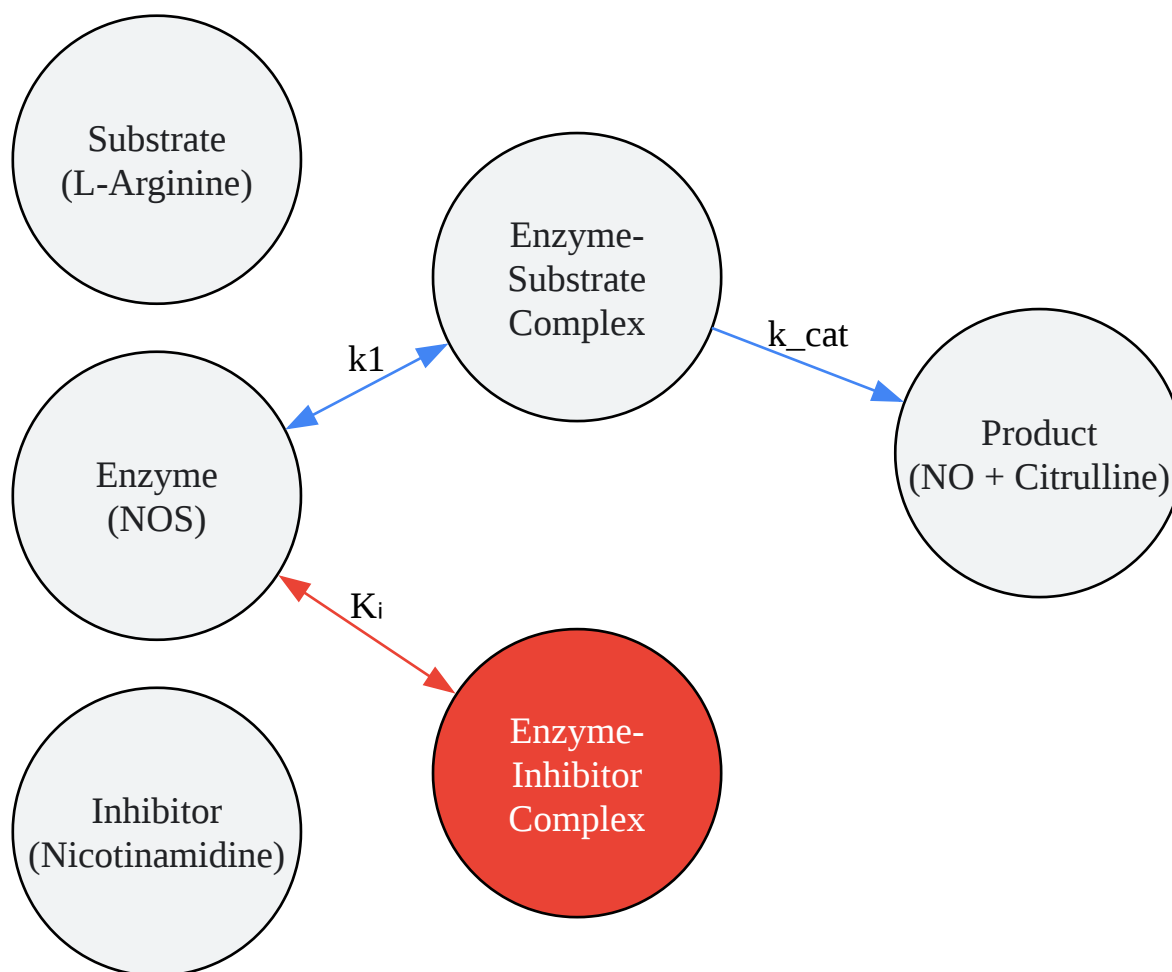 Substrate
(L-Arginine)
Enzyme-
Substrate
Complex
k_cat
k1
Product
(NO + Citrulline)
Enzyme
(NOS)
Kᵢ
Enzyme-
Inhibitor
Complex
Inhibitor
(Nicotinamidine)